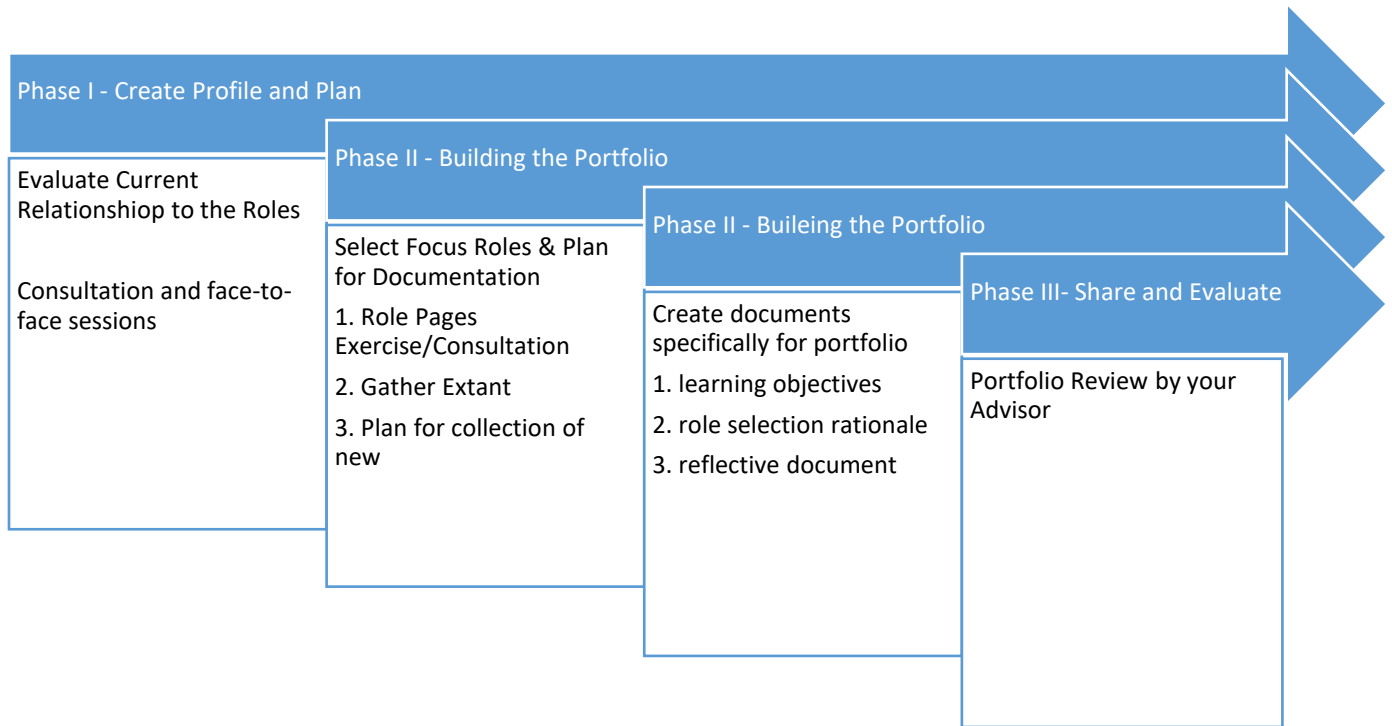 Phase I - Create Profile and Plan
Evaluate Current
Relationshiop to the Roles
Consultation and face-to-
face sessions
Phase II - Building the Portfolio
Select Focus Roles & Plan
for Documentation
1. Role Pages
Exercise/Consultation
2. Gather Extant
3. Plan for collection of
new
Phase II - Buileing the Portfolio
Create documents
specifically for portfolio
1. learning objectives
2. role selection rationale
3. reflective document
Phase III- Share and Evaluate
Portfolio Review by your
Advisor